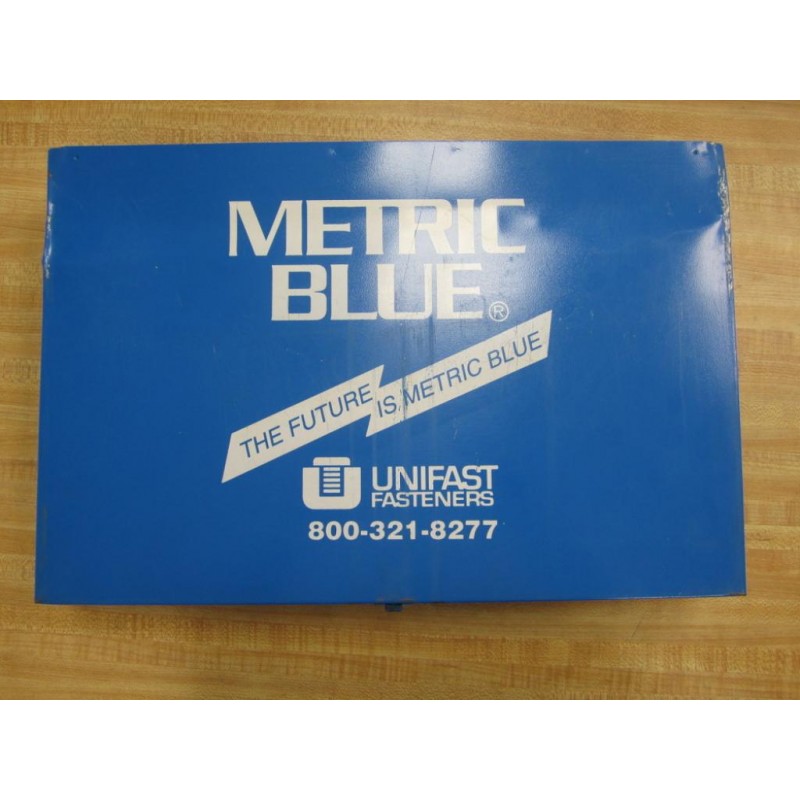 METRIC
BLUE®
THE FUTURE IS METRIC BLUE
UNIFAST
FASTENERS
800-321-8277